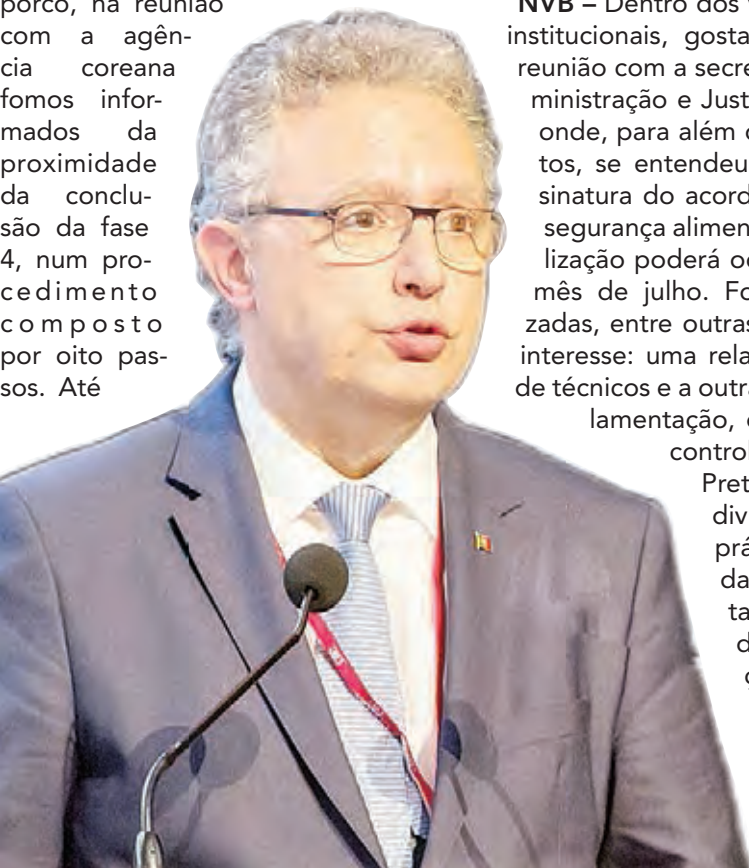 porco, na reunião
com a agên-
cia coreana
fomos infor-
mados da
proximidade
da conclu-
são da fase
4, num pro-
cedimento
composto
por oito pas-
sos. Até
NVB – Dentro dos
institucionais, gosta
reunião com a secre
ministração e Just
onde, para além
tos, se entendeu
sinatura do acord
segurança alimen
lização poderá oc
mês de julho. Fo
zadas, entre outras
interesse: uma rela
de técnicos e a outra
lamentação,
control
Pret
div
prá
da
ta
d